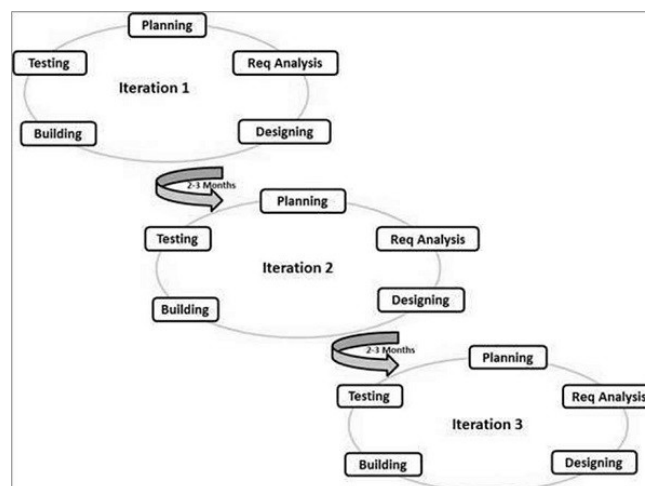 Planning
Testing
Req Analysis
Iteration 1
Building
Designing
2-3 Months
Planning
Testing
Req Analysis
Iteration 2
Building
Designing
2-3 Months
Planning
Testing
Req Analysis
Iteration 3
Building
Designing